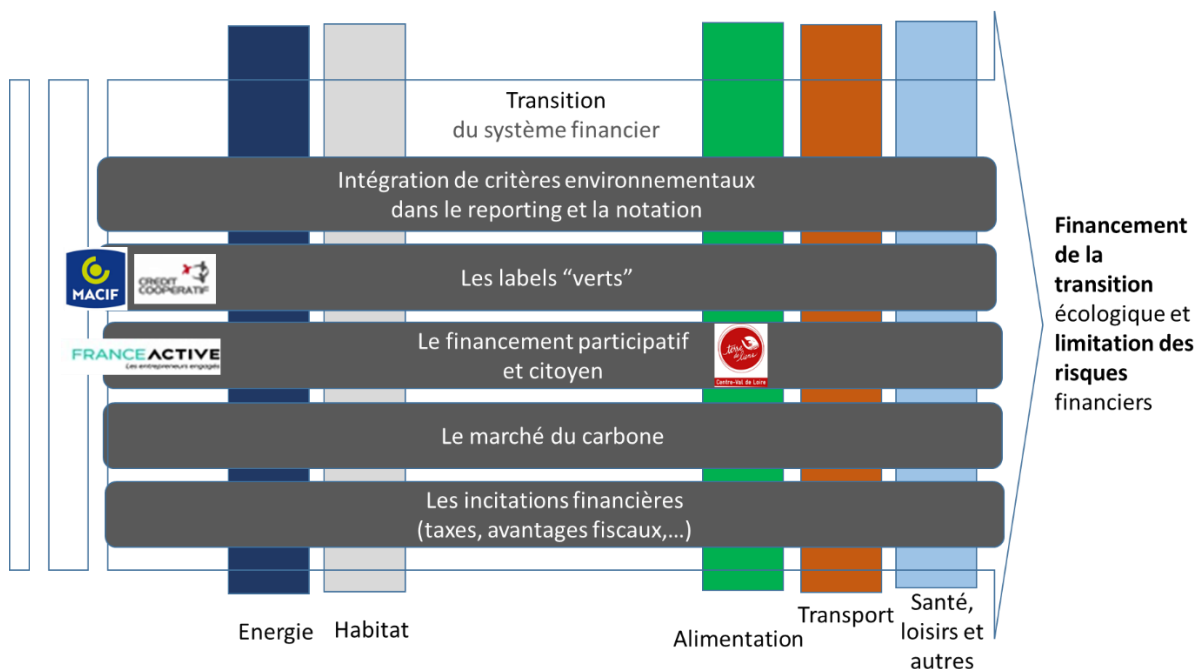 Transition
du système financier
Intégration de critères environnementaux
dans le reporting et la notation
MACIF
CREDIT
COOPERATIF
Les labels “verts”
FRANCEACTIVE
Les entrepreneurs engagés
Le financement participatif
et citoyen
terre
de liens
Centre-Val de Loire
Le marché du carbone
Les incitations financières
(taxes, avantages fiscaux,...)
Financement
de la
transition
écologique et
limitation des
risques
financiers
Energie
Habitat
Alimentation
Transport
Santé,
loisirs et
autres